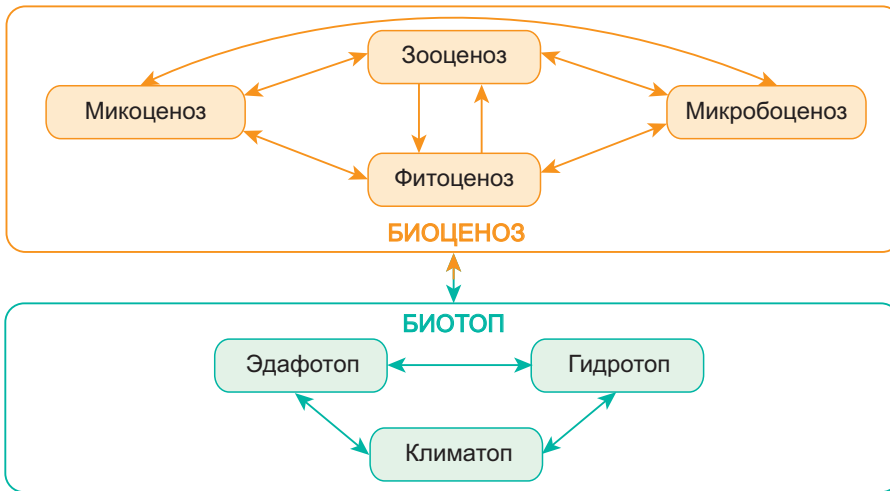 Зооценоз
Микоценоз
Микробоценоз
Фитоценоз
БИОЦЕНОЗ
БИОТОП
Эдафотоп
Гидротоп
Климатоп